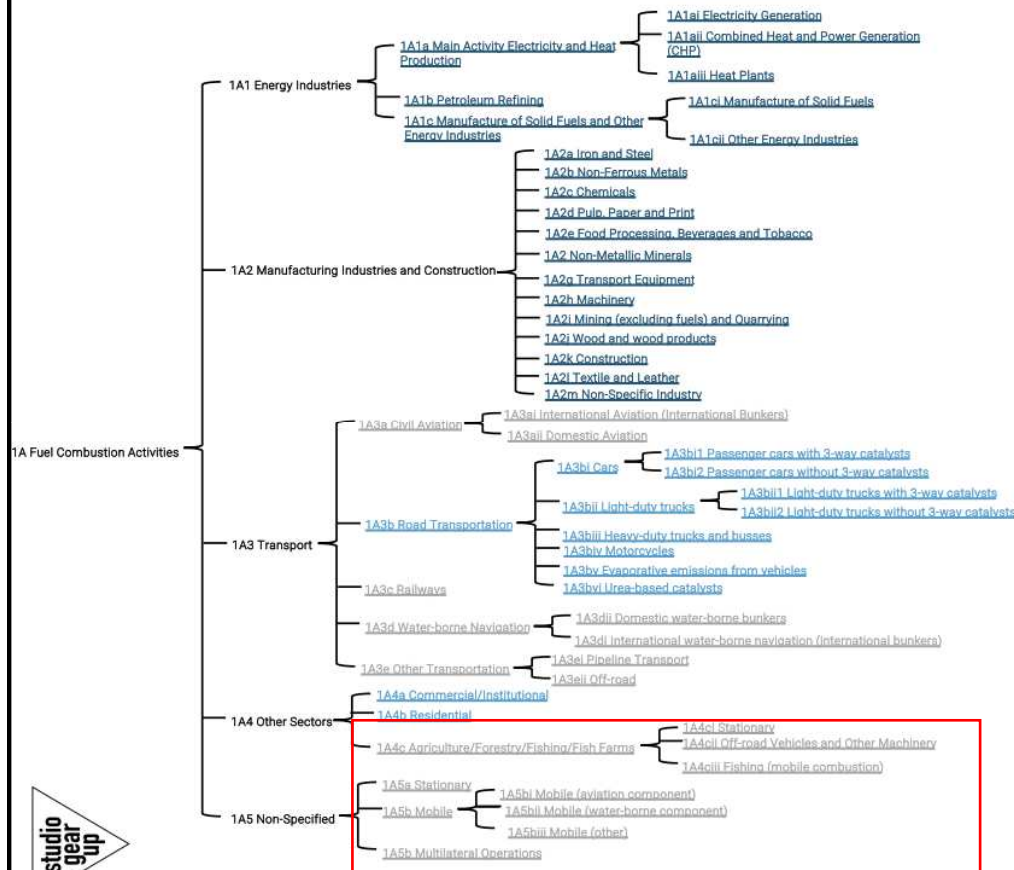 1A Fuel Combustion Activities
1A1 Energy Industries
1A1a Main Activity Electricity and Heat
Production
1A1ai Electricity Generation
1A1aii Combined Heat and Power Generation
(CHP)
1A1aiii Heat Plants
1A1b Petroleum Refining
1A1c Manufacture of Solid Fuels and Other
Energy Industries
1A1ci Manufacture of Solid Fuels
1A1cii Other Energy Industries
1A2 Manufacturing Industries and Construction
1A2a Iron and Steel
1A2b Non-Ferrous Metals
1A2c Chemicals
1A2d Pulp, Paper and Print
1A2e Food Processing, Beverages and Tobacco
1A2 Non-Metallic Minerals
1A2g Transport Equipment
1A2h Machinery
1A2i Mining (excluding fuels) and Quarrying
1A2j Wood and wood products
1A2k Construction
1A2l Textile and Leather
1A2m Non-Specific Industry
1A3 Transport
1A3a Civil Aviation
1A3ai International Aviation (International Bunkers)
1A3aii Domestic Aviation
1A3b Road Transportation
1A3bi Cars
1A3bi1 Passenger cars with 3-way catalysts
1A3bi2 Passenger cars without 3-way catalysts
1A3bii Light-duty trucks
1A3bii1 Light-duty trucks with 3-way catalysts
1A3bii2 Light-duty trucks without 3-way catalysts
1A3biii Heavy-duty trucks and busses
1A3biv Motorcycles
1A3bv Evaporative emissions from vehicles
1A3bvi Urea-based catalysts
1A3c Railways
1A3d Water-borne Navigation
1A3dii Domestic water-borne bunkers
1A3di International water-borne navigation (international bunkers)
1A3e Other Transportation
1A3ei Pipeline Transport
1A3eii Off-road
1A4 Other Sectors
1A4a Commercial/Institutional
1A4b Residential
1A4c Agriculture/Forestry/Fishing/Fish Farms
1A4ci Stationary
1A4cii Off-road Vehicles and Other Machinery
1A4ciii Fishing (mobile combustion)
1A5 Non-Specified
1A5a Stationary
1A5b Mobile
1A5bi Mobile (aviation component)
1A5bii Mobile (water-borne component)
1A5biii Mobile (other)
1A5b Multilateral Operations
studio
gear
up